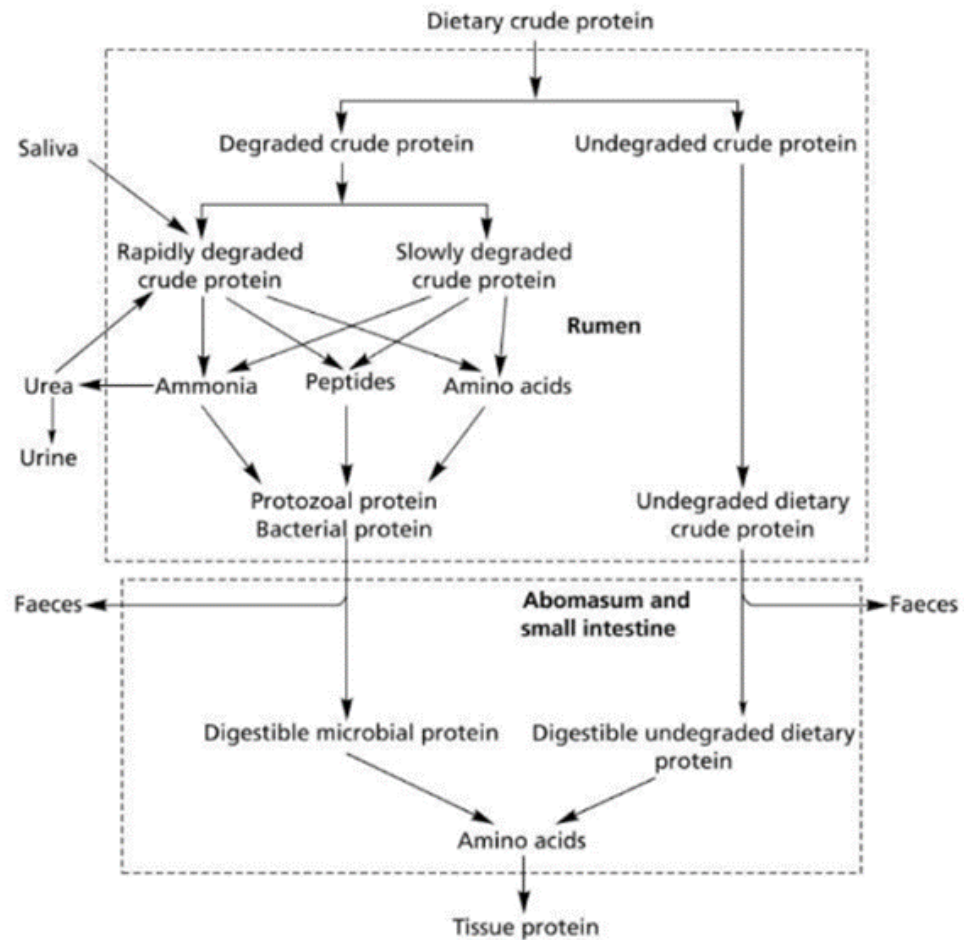 Dietary crude protein
Degraded crude protein
Undegraded crude protein
Saliva
Rapidly degraded
crude protein
Slowly degraded
crude protein
Rumen
Urea
Ammonia
Peptides
Amino acids
Urine
Protozoal protein
Bacterial protein
Undegraded dietary
crude protein
Faeces
Abomasum and
small intestine
Faeces
Digestible microbial protein
Digestible undegraded dietary
protein
Amino acids
Tissue protein